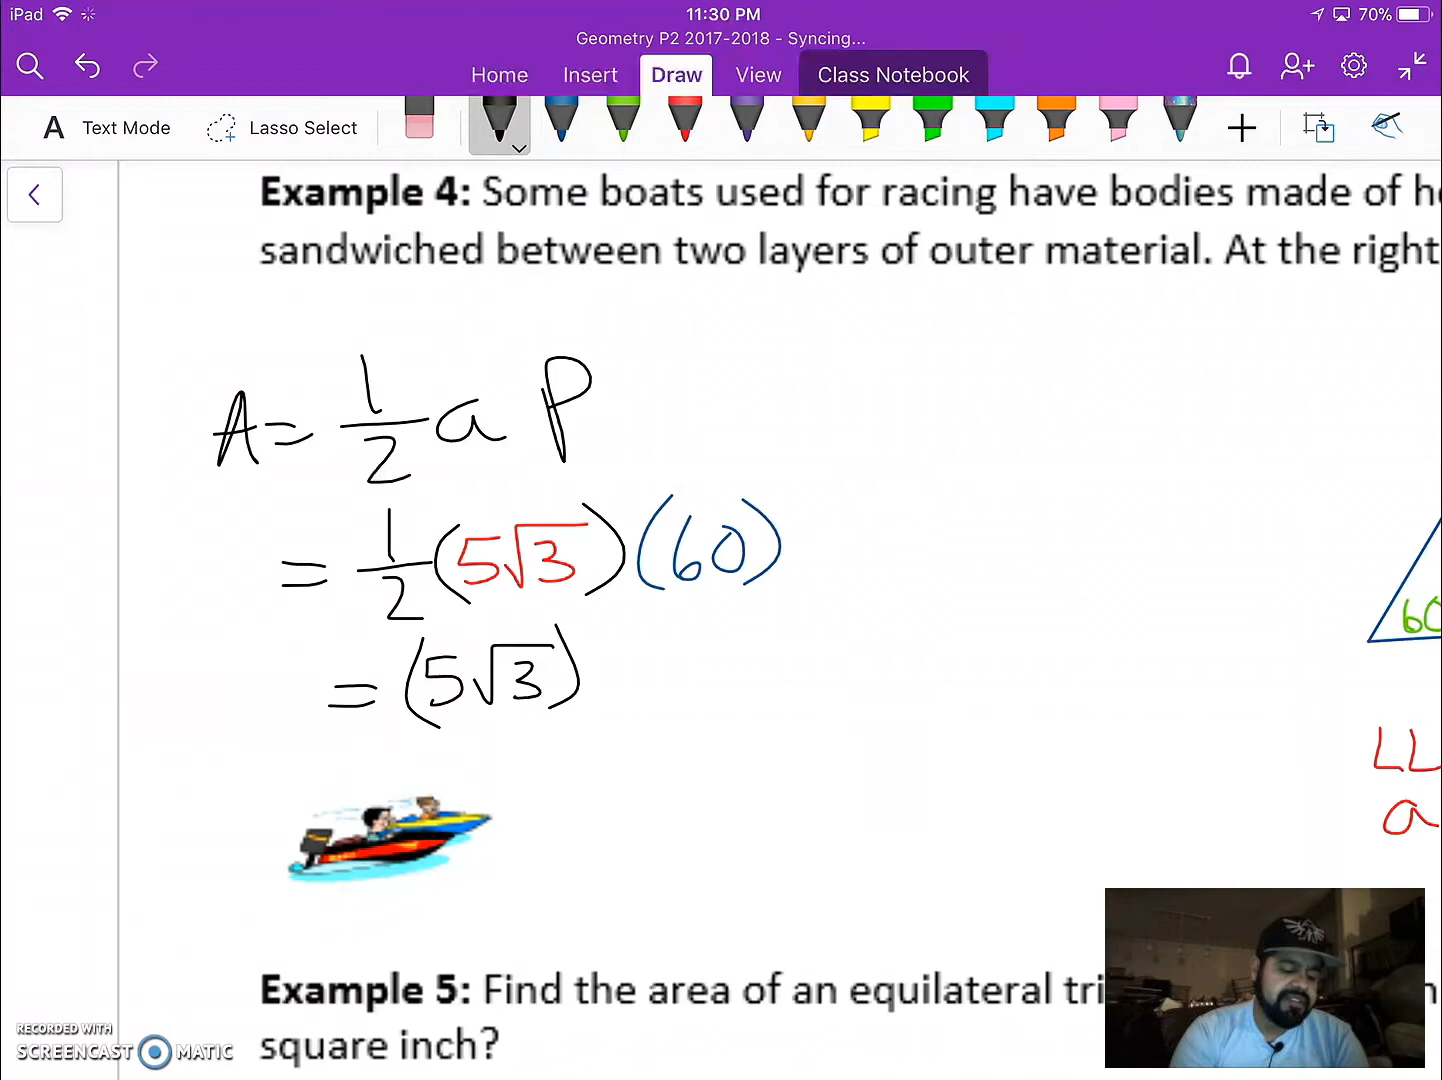 iPad 11:30 PM 70%
Geometry P2 2017-2018 - Syncing...
Home Insert Draw View Class Notebook
A Text Mode Lasso Select
Example 4: Some boats used for racing have bodies made of
sandwiched between two layers of outer material. At the right
A = 1/2 a P
= 1/2 (5√3)(60)
60
= (5√3)
LL
a
Example 5: Find the area of an equilateral
square inch?
RECORDED WITH
SCREENCAST MATIC